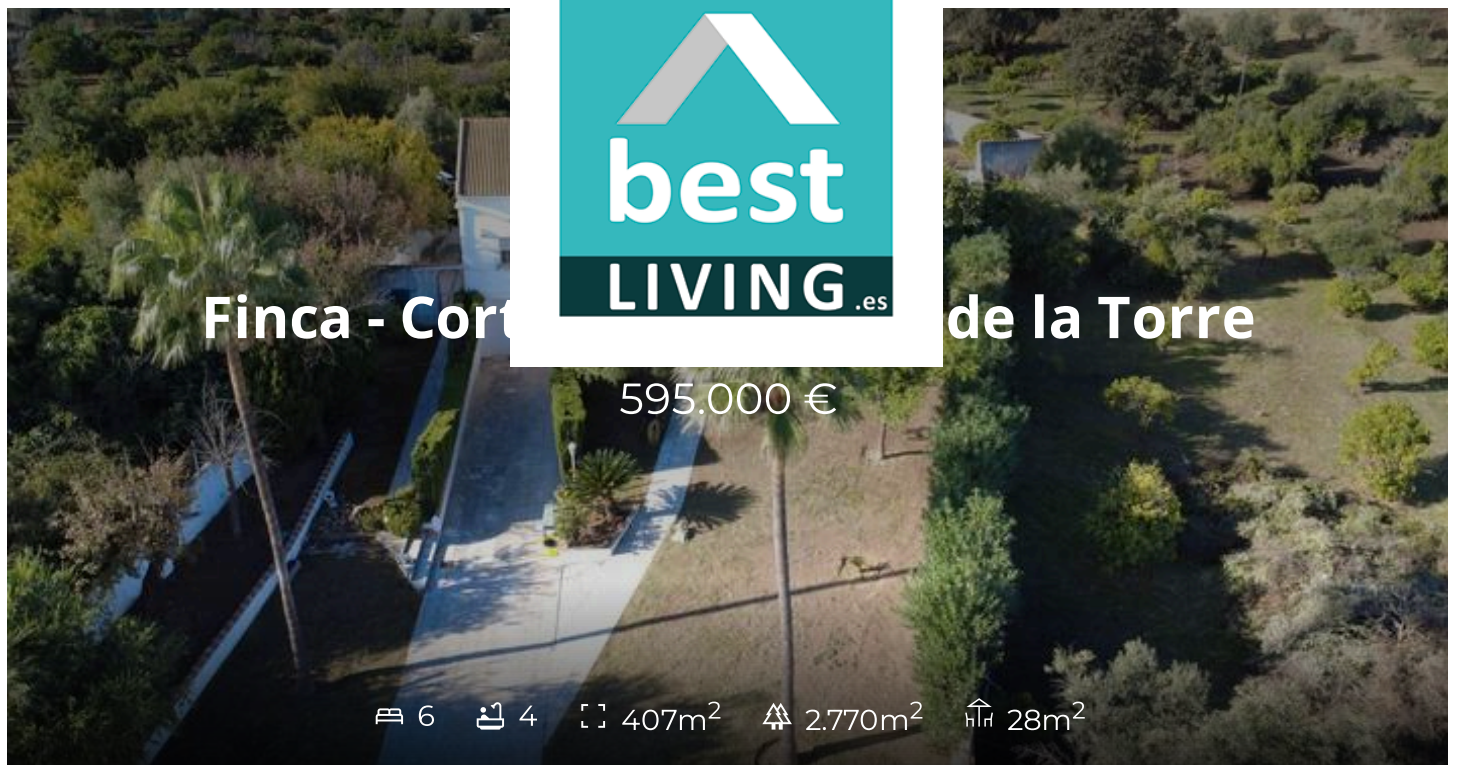 best
LIVING.es
Finca - Cort de la Torre
595.000 €
6 4 407m² 2.770m² 28m²